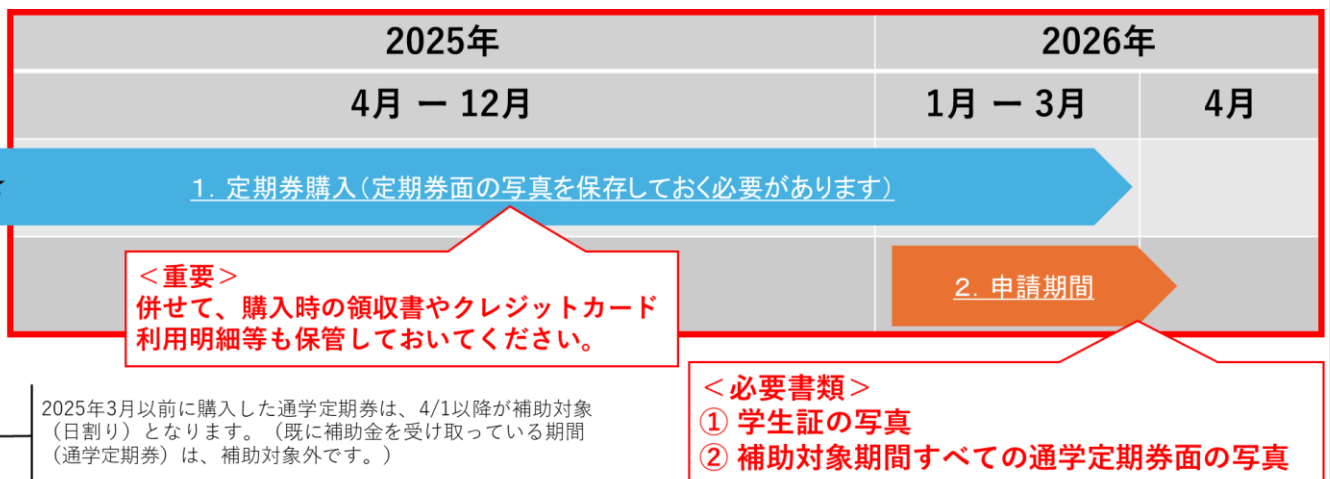 2025年
2026年
4月 ー 12月
1月 ー 3月
4月
1. 定期券購入（定期券面の写真を保存しておく必要があります）
＜重要＞
併せて、購入時の領収書やクレジットカード
利用明細等も保管しておいてください。
2. 申請期間
2025年3月以前に購入した通学定期券は、4/1以降が補助対象
（日割り）となります。（既に補助金を受け取っている期間
（通学定期券）は、補助対象外です。）
＜必要書類＞
① 学生証の写真
② 補助対象期間すべての通学定期券面の写真